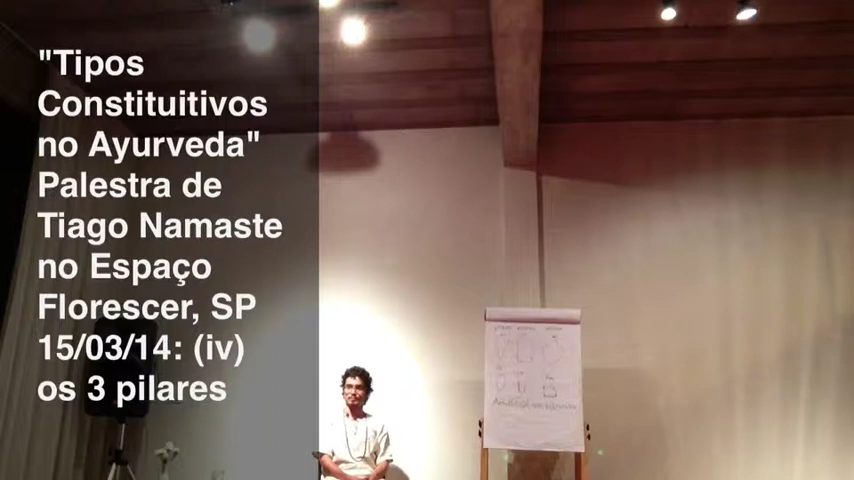 "Tipos
Constituitivos
no Ayurveda"
Palestra de
Tiago Namaste
no Espaço
Florescer, SP
15/03/14: (iv)
os 3 pilares